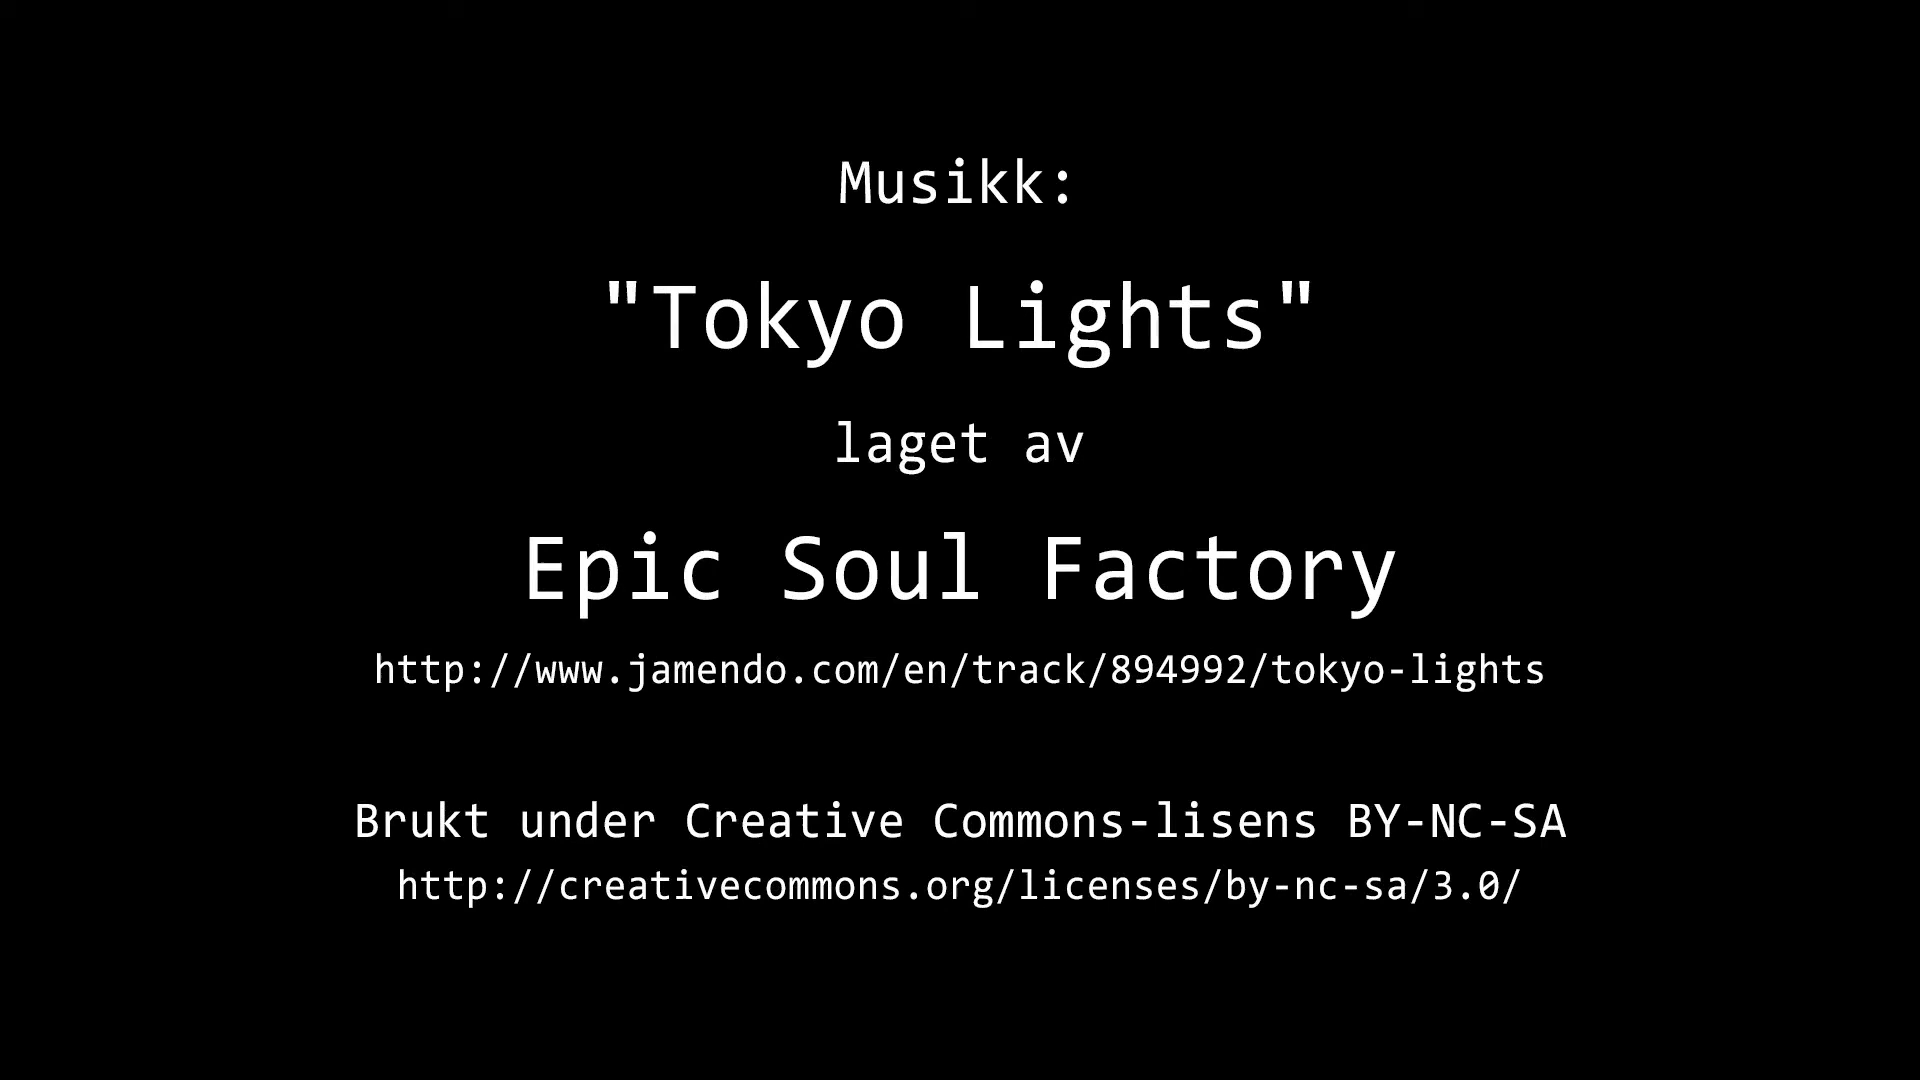 Musikk:
"Tokyo Lights"
laget av
Epic Soul Factory
http://www.jamendo.com/en/track/894992/tokyo-lights
Brukt under Creative Commons-lisens BY-NC-SA
http://creativecommons.org/licenses/by-nc-sa/3.0/